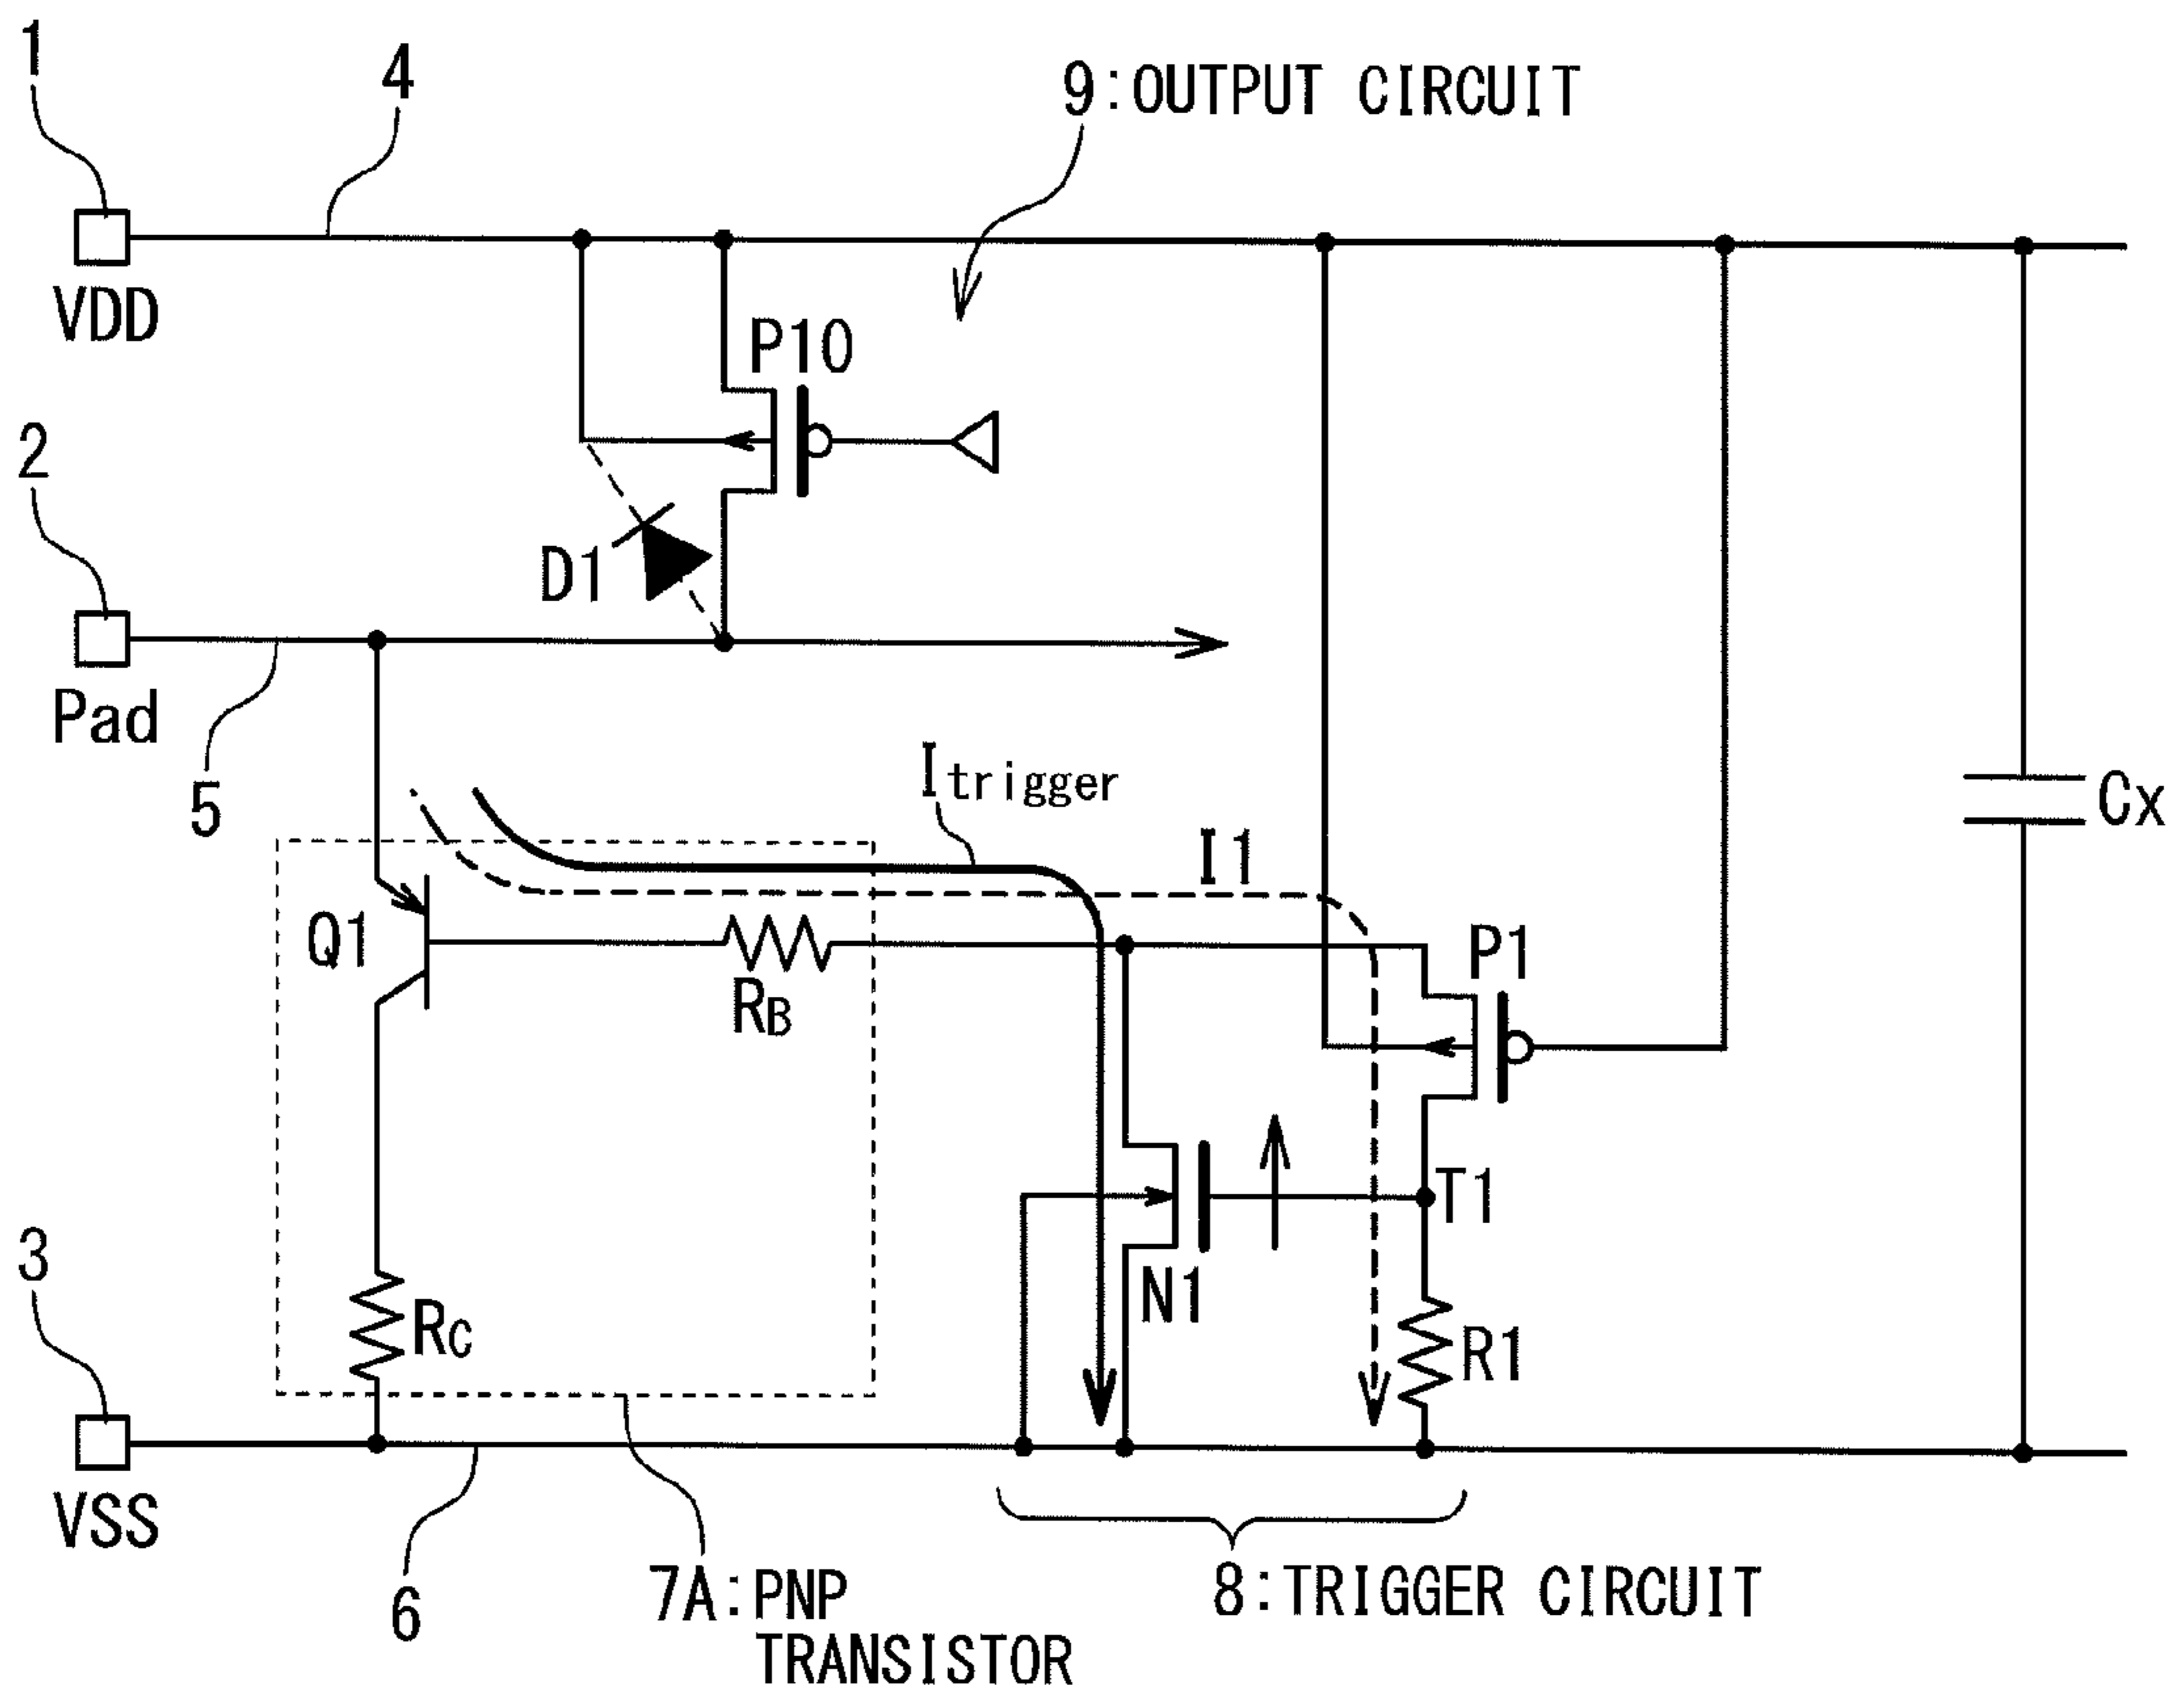 1
4
9:OUTPUT CIRCUIT
VDD
P10
2
D1
Pad
5
Itrigger
I1
Cx
Q1
RB
P1
T1
3
N1
RC
R1
VSS
6
7A:PNP
TRANSISTOR
8:TRIGGER CIRCUIT